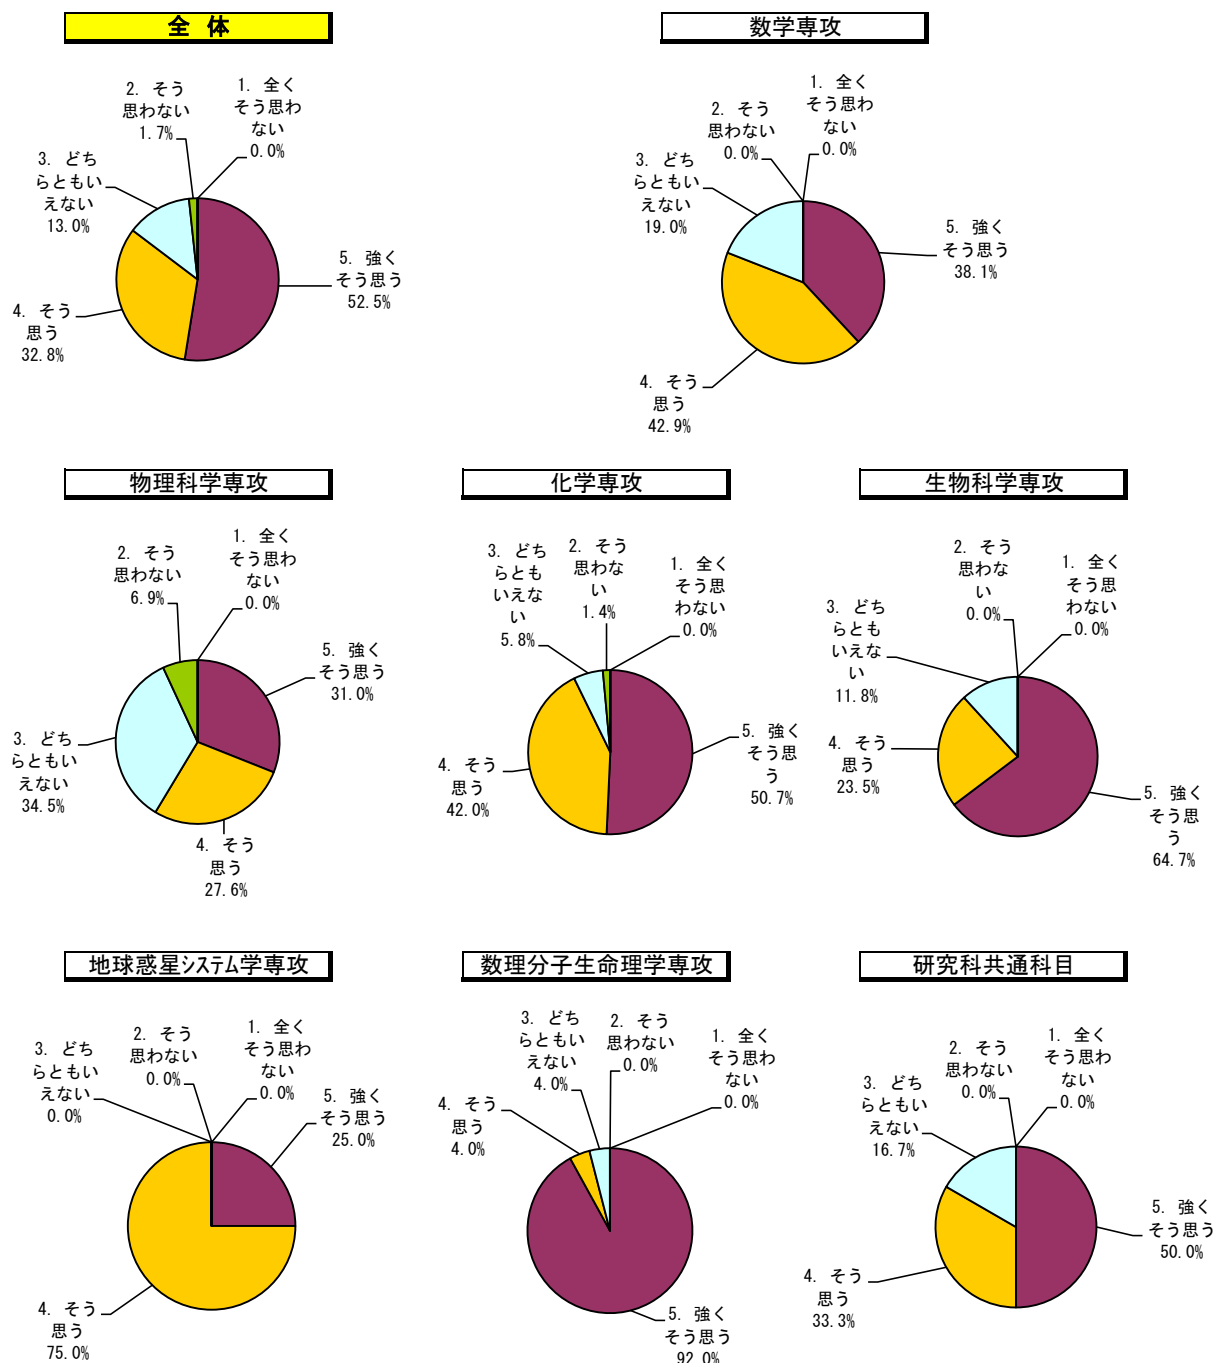 全 体
2. そう
思わない
1.7%
1. 全く
そう思わ
ない
0.0%
3. どち
らともい
えない
13.0%
5. 強く
そう思う
52.5%
4. そう
思う
32.8%
数学専攻
2. そう
思わない
0.0%
1. 全く
そう思わ
ない
0.0%
3. どち
らともい
えない
19.0%
5. 強く
そう思う
38.1%
4. そう
思う
42.9%
物理科学専攻
2. そう
思わない
6.9%
1. 全く
そう思わ
ない
0.0%
5. 強く
そう思う
31.0%
3. どち
らともい
えない
34.5%
4. そう
思う
27.6%
化学専攻
3. どち
らとも
いえな
い
5.8%
2. そう
思わな
い
1.4%
1. 全く
そう思
わない
0.0%
5. 強く
そう思
う
50.7%
4. そう
思う
42.0%
生物科学専攻
2. そう
思わな
い
0.0%
1. 全く
そう思
わない
0.0%
3. どち
らとも
いえな
い
11.8%
4. そう
思う
23.5%
5. 強く
そう思
う
64.7%
地球惑星システム学専攻
3. どち
らともい
えない
0.0%
2. そう
思わない
0.0%
1. 全く
そう思わ
ない
0.0%
5. 強く
そう思う
25.0%
4. そう
思う
75.0%
数理分子生命理学専攻
4. そう
思う
4.0%
3. どち
らともい
えない
4.0%
2. そう
思わない
0.0%
1. 全く
そう思わ
ない
0.0%
5. 強く
そう思う
92.0%
研究科共通科目
3. どち
らともい
えない
16.7%
2. そう
思わない
0.0%
1. 全く
そう思わ
ない
0.0%
5. 強く
そう思う
50.0%
4. そう
思う
33.3%